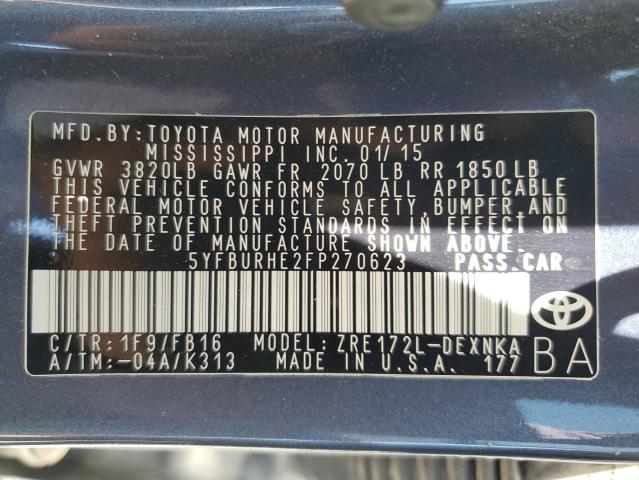 MFD.BY:TOYOTA MOTOR MANUFACTURING
MISSISSIPPI INC. 01/15
GVWR 3820LB GAWR FR 2070 LB RR 1850LB
THIS VEHICLE CONFORMS TO ALL APPLICABLE
FEDERAL MOTOR VEHICLE SAFETY, BUMPER, AND
THEFT PREVENTION STANDARDS IN EFFECT ON
THE DATE OF MANUFACTURE SHOWN ABOVE.
5YFBURHE2FP270623 PASS.CAR
C/TR:1F9/FB16 MODEL:ZRE172L-DEXNKA
A/TM:-04A/K313 MADE IN U.S.A. 177
BA